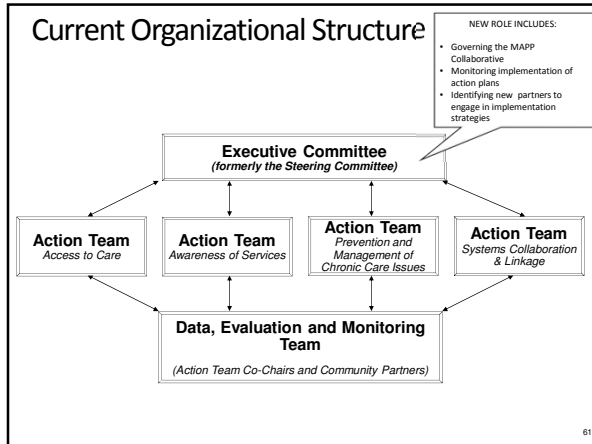 Current Organizational Structure
NEW ROLE INCLUDES:
• Governing the MAPP
Collaborative
• Monitoring implementation of
action plans
• Identifying new partners to
engage in implementation
strategies
Executive Committee
(formerly the Steering Committee)
Action Team
Access to Care
Action Team
Awareness of Services
Action Team
Prevention and
Management of
Chronic Care Issues
Action Team
Systems Collaboration
& Linkage
Data, Evaluation and Monitoring
Team
(Action Team Co-Chairs and Community Partners)
61